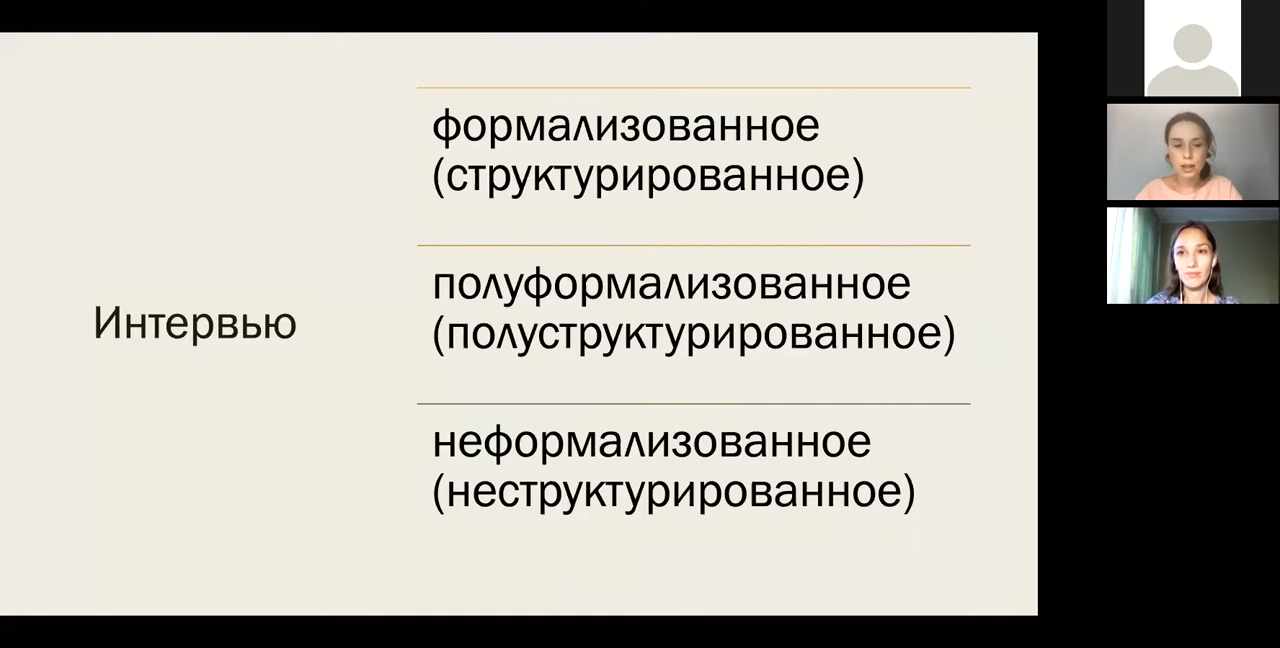 Интервью
формализованное
(структурированное)
полуформализованное
(полуструктурированное)
неформализованное
(неструктурированное)